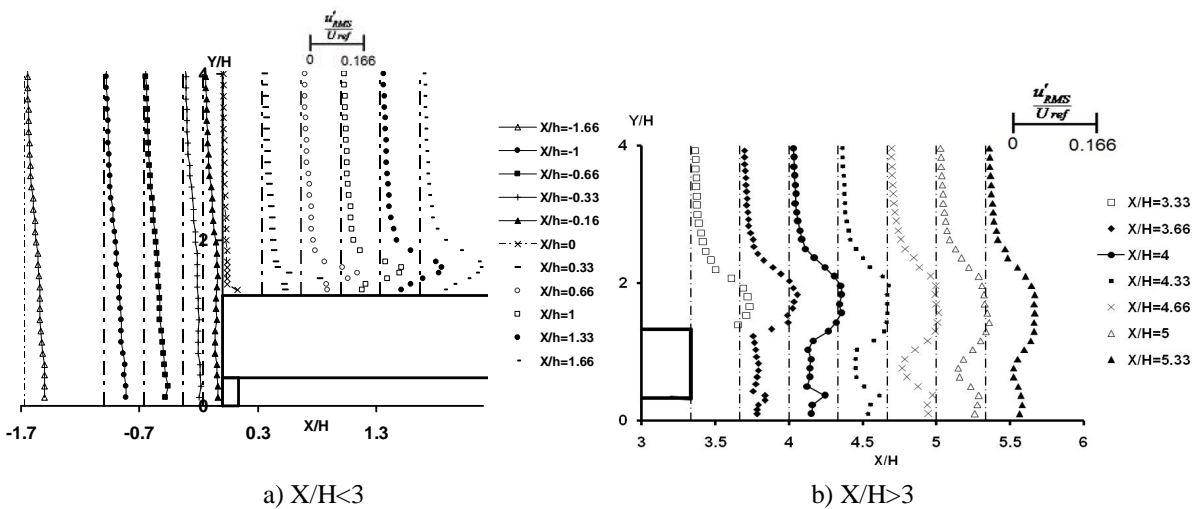 u'RMS
Uref
0 0.166
Y/H
4
2
0
-1.7 -0.7 0.3 1.3
X/H
X/h=-1.66
X/h=-1
X/h=-0.66
X/h=-0.33
X/h=-0.16
X/h=0
X/h=0.33
X/h=0.66
X/h=1
X/h=1.33
X/h=1.66
a) X/H<3
u'RMS
Uref
0 0.166
Y/H
4
2
0
3 3.5 4 4.5 5 5.5 6
X/H
X/H=3.33
X/H=3.66
X/H=4
X/H=4.33
X/H=4.66
X/H=5
X/H=5.33
b) X/H>3